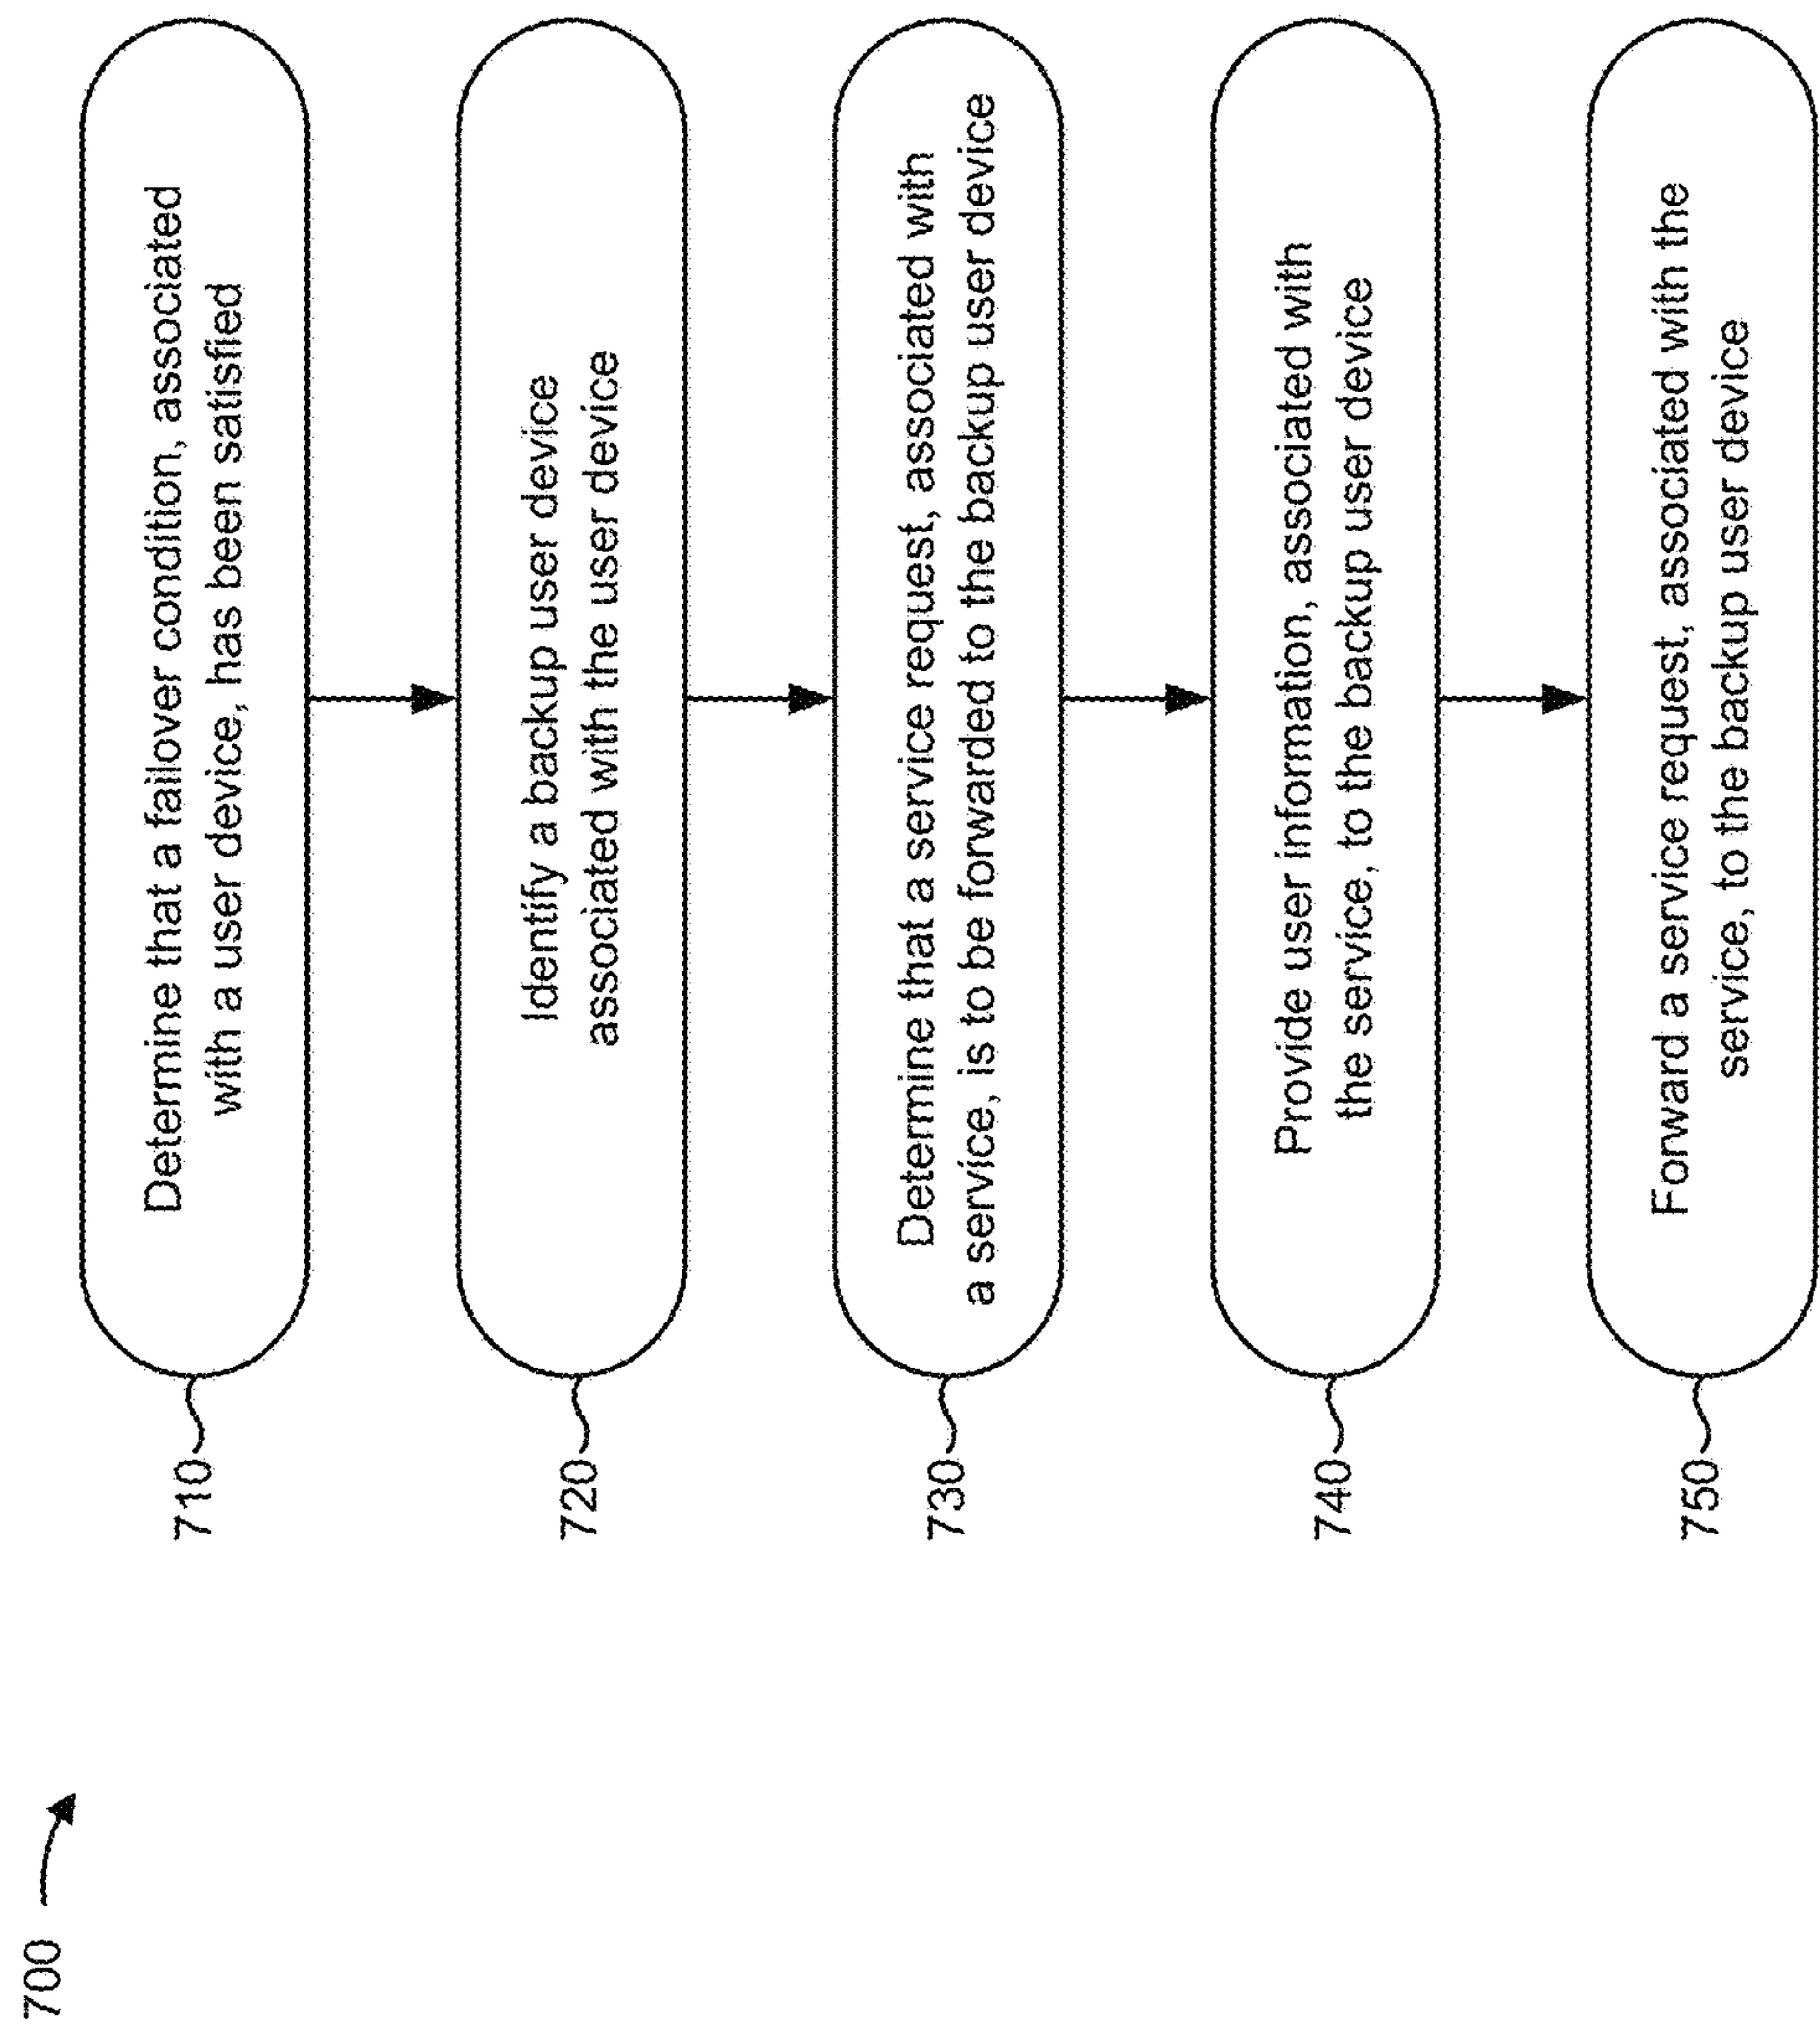 700
710
Determine that a failover condition, associated
with a user device, has been satisfied
720
Identify a backup user device
associated with the user device
730
Determine that a service request, associated with
a service, is to be forwarded to the backup user device
740
Provide user information, associated with
the service, to the backup user device
750
Forward a service request, associated with the
service, to the backup user device